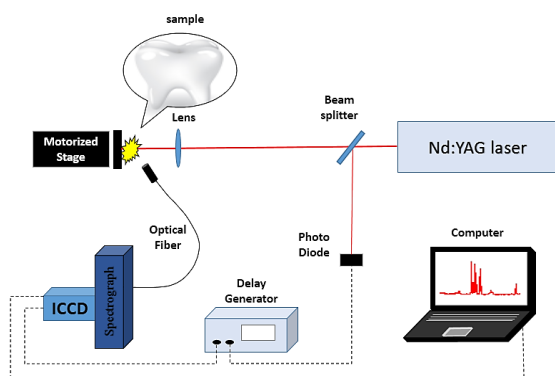 sample
Lens
Beam
splitter
Motorized
Stage
Nd:YAG laser
Optical
Fiber
Photo
Diode
Computer
Delay
Generator
ICCD
Spectrograph